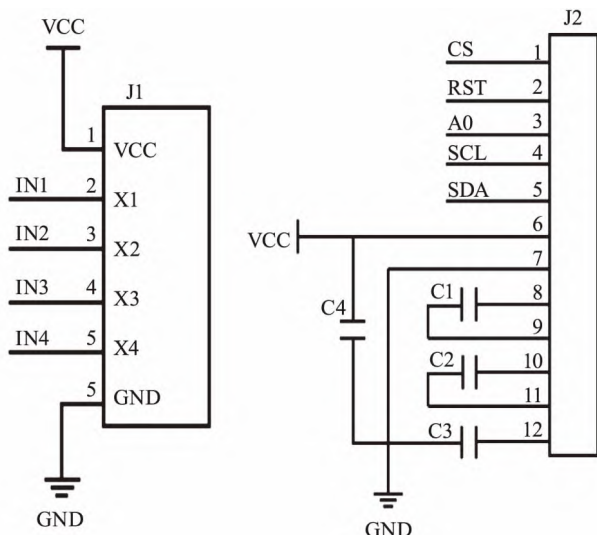 VCC
J1
1 VCC
IN1 2 X1
IN2 3 X2
IN3 4 X3
IN4 5 X4
5 GND
GND
J2
CS 1
RST 2
A0 3
SCL 4
SDA 5
VCC 6
7
C4
C1 8
9
C2 10
11
C3 12
GND